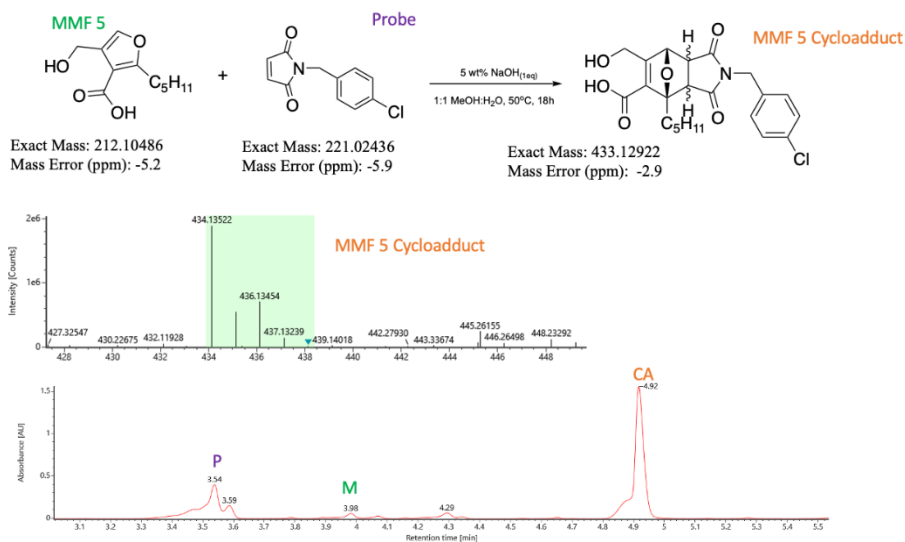 MMF 5
Probe
MMF 5 Cycloadduct
HO
O
C5H11
O
OH
+
O
N
O
Cl
5 wt% NaOH(1eq)
1:1 MeOH:H2O, 50°C, 18h
HO
O
HO
O
H
O
N
O
H
C5H11
Cl
Exact Mass: 212.10486
Mass Error (ppm): -5.2
Exact Mass: 221.02436
Mass Error (ppm): -5.9
Exact Mass: 433.12922
Mass Error (ppm): -2.9
MMF 5 Cycloadduct
Intensity [Counts]
2e6
1e6
0
434.13522
436.13454
427.32547
430.22675
432.11928
437.13239
439.14018
442.27930
443.33674
445.26155
446.26498
448.23292
428 430 432 434 436 438 440 442 444 446 448
CA
4.92
Absorbance [AU]
1.5
1
0.5
0
P
3.54
3.59
M
3.98
4.29
3.1 3.2 3.3 3.4 3.5 3.6 3.7 3.8 3.9 4 4.1 4.2 4.3 4.4 4.5 4.6 4.7 4.8 4.9 5 5.1 5.2 5.3 5.4 5.5
Retention time [min]